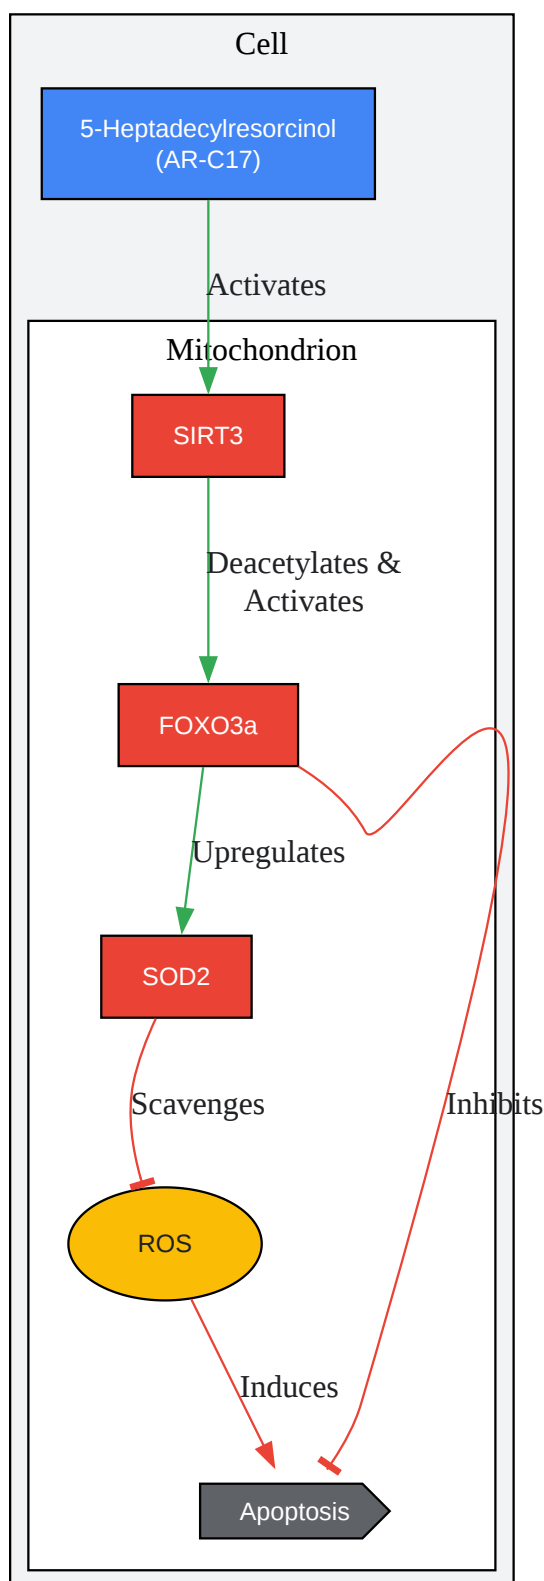 Cell
5-Heptadecylresorcinol
(AR-C17)
Activates
Mitochondrion
SIRT3
Deacetylates &
Activates
FOXO3a
Upregulates
SOD2
Scavenges
Inhibits
ROS
Induces
Apoptosis